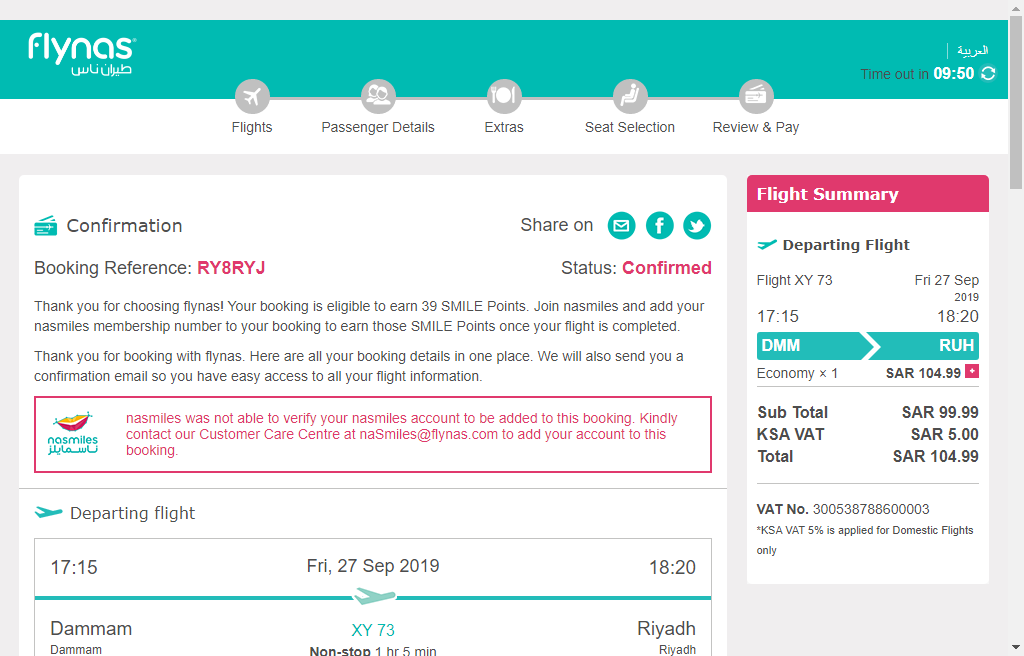 flynas
طيران ناس
العربية
Time out in 09:50
Flights
Passenger Details
Extras
Seat Selection
Review & Pay
Confirmation
Share on
Booking Reference: RY8RYJ
Status: Confirmed
Thank you for choosing flynas! Your booking is eligible to earn 39 SMILE Points. Join nasmiles and add your
nasmiles membership number to your booking to earn those SMILE Points once your flight is completed.
Thank you for booking with flynas. Here are all your booking details in one place. We will also send you a
confirmation email so you have easy access to all your flight information.
nasmiles
ناسمايلز
nasmiles was not able to verify your nasmiles account to be added to this booking. Kindly
contact our Customer Care Centre at naSmiles@flynas.com to add your account to this
booking.
Departing flight
17:15
Fri, 27 Sep 2019
18:20
Dammam
XY 73
Riyadh
Dammam
Non-stop 1 hr 5 min
Riyadh
Flight Summary
Departing Flight
Flight XY 73
Fri 27 Sep
2019
17:15
18:20
DMM
RUH
Economy × 1
SAR 104.99 +
Sub Total
SAR 99.99
KSA VAT
SAR 5.00
Total
SAR 104.99
VAT No. 300538788600003
*KSA VAT 5% is applied for Domestic Flights
only